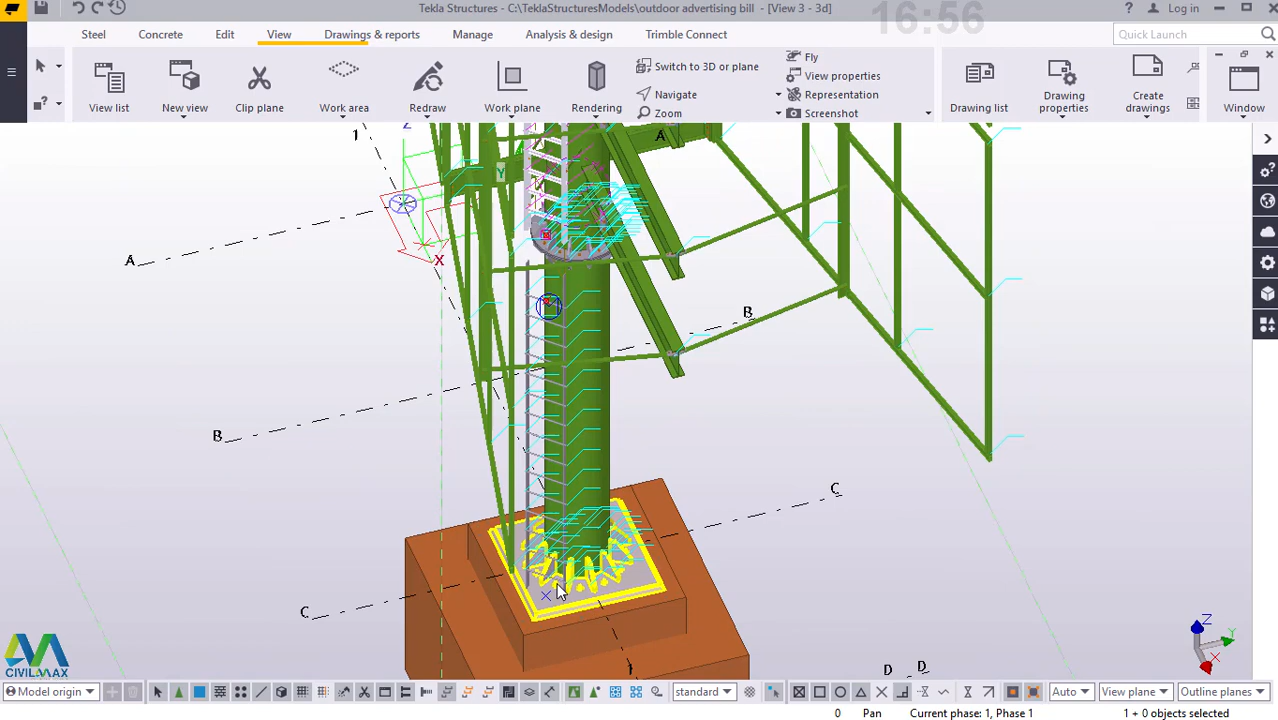 Tekla Structures - C:\TeklaStructuresModels\outdoor advertising bill - [View 3 - 3d]
16:56
Log in
Steel
Concrete
Edit
View
Drawings & reports
Manage
Analysis & design
Trimble Connect
Quick Launch
View list
New view
Clip plane
Work area
Redraw
Work plane
Rendering
Switch to 3D or plane
Navigate
Zoom
Fly
View properties
Representation
Screenshot
Drawing list
Drawing properties
Create drawings
Window
1
Z
A
Y
X
A
B
B
C
C
1
D
D
Z
Y
X
CIVILMAX
Model origin
standard
Auto
View plane
Outline planes
0
Pan
Current phase: 1, Phase 1
1 + 0 objects selected